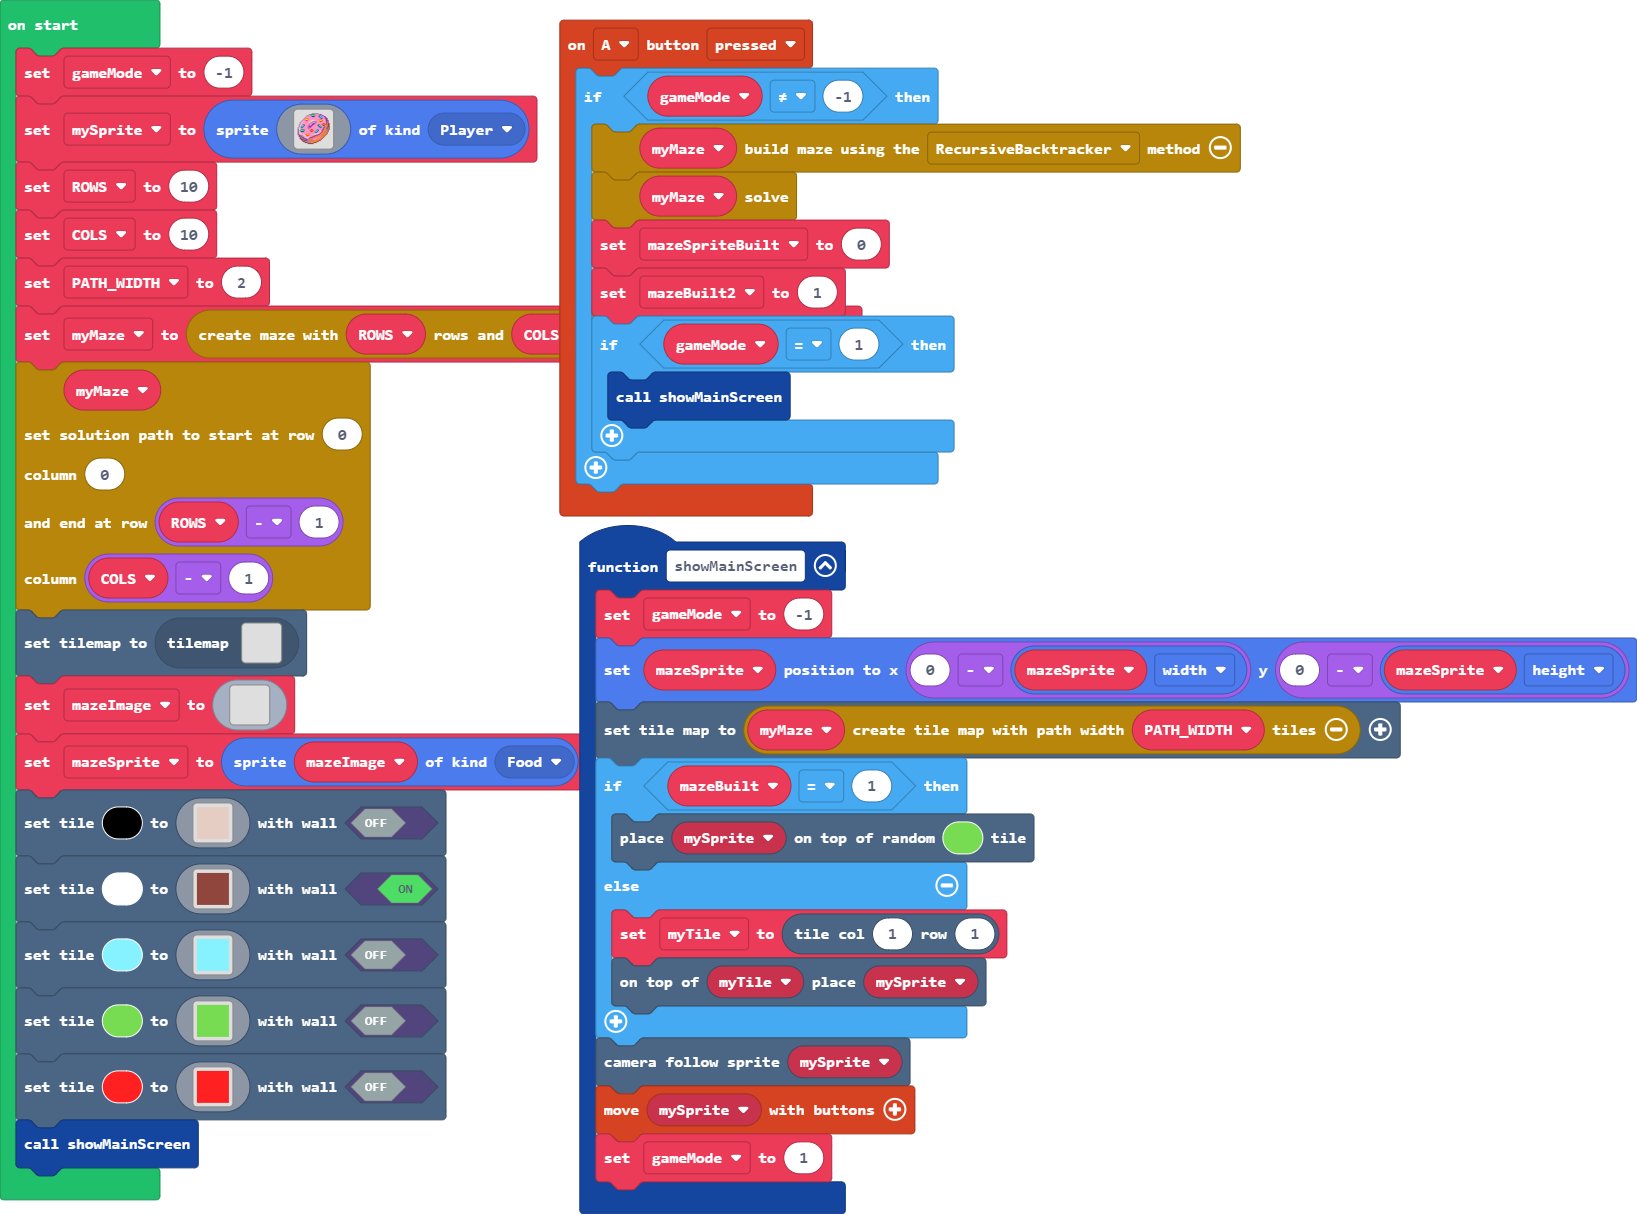 on start
set gameMode to -1
set mySprite to sprite of kind Player
set ROWS to 10
set COLS to 10
set PATH_WIDTH to 2
set myMaze to create maze with ROWS rows and COLS
myMaze
set solution path to start at row 0
column 0
and end at row ROWS - 1
column COLS - 1
set tilemap to tilemap
set mazeImage to
set mazeSprite to sprite mazeImage of kind Food
set tile to with wall OFF
set tile to with wall ON
set tile to with wall OFF
set tile to with wall OFF
set tile to with wall OFF
call showMainScreen
on A button pressed
if gameMode ≠ -1 then
myMaze build maze using the RecursiveBacktracker method
myMaze solve
set mazeSpriteBuilt to 0
set mazeBuilt2 to 1
if gameMode = 1 then
call showMainScreen
function showMainScreen
set gameMode to -1
set mazeSprite position to x 0 - mazeSprite width y 0 - mazeSprite height
set tile map to myMaze create tile map with path width PATH_WIDTH tiles
if mazeBuilt = 1 then
place mySprite on top of random tile
else
set myTile to tile col 1 row 1
on top of myTile place mySprite
camera follow sprite mySprite
move mySprite with buttons
set gameMode to 1